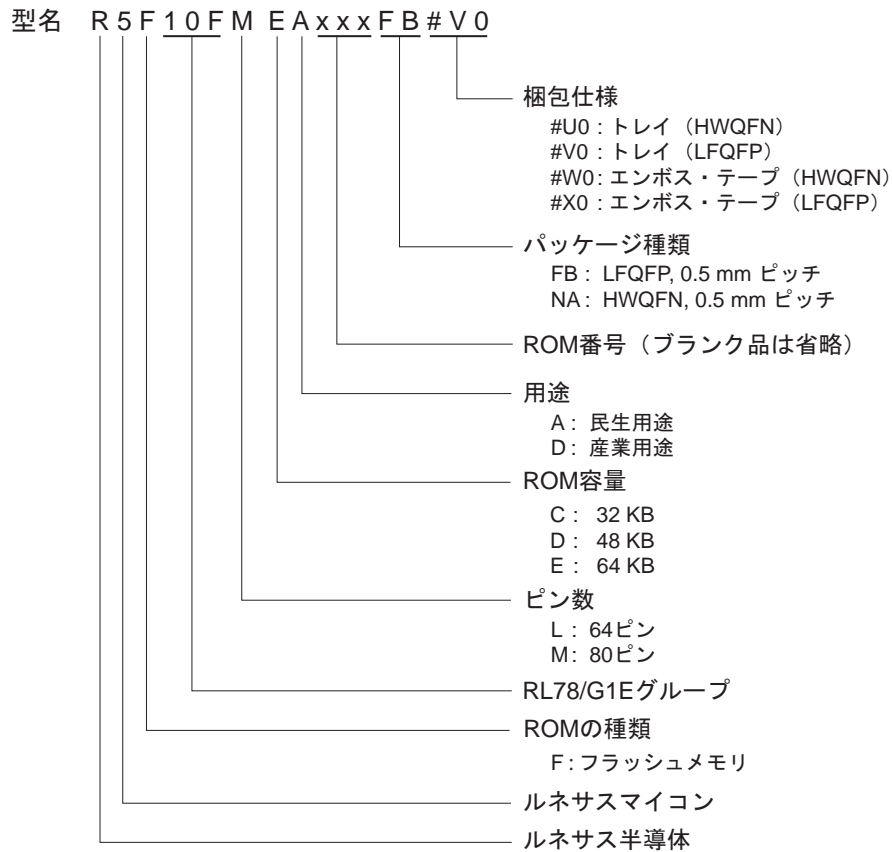 型名 R 5 F 1 0 F M E A x x x F B # V 0
梱包仕様
#U0 : トレイ（HWQFN）
#V0 : トレイ（LFQFP）
#W0 : エンボス・テープ（HWQFN）
#X0 : エンボス・テープ（LFQFP）
パッケージ種類
FB : LFQFP, 0.5 mm ピッチ
NA : HWQFN, 0.5 mm ピッチ
ROM番号（ブランク品は省略）
用途
A : 民生用途
D : 産業用途
ROM容量
C : 32 KB
D : 48 KB
E : 64 KB
ピン数
L : 64ピン
M : 80ピン
RL78/G1Eグループ
ROMの種類
F : フラッシュメモリ
ルネサスマイコン
ルネサス半導体